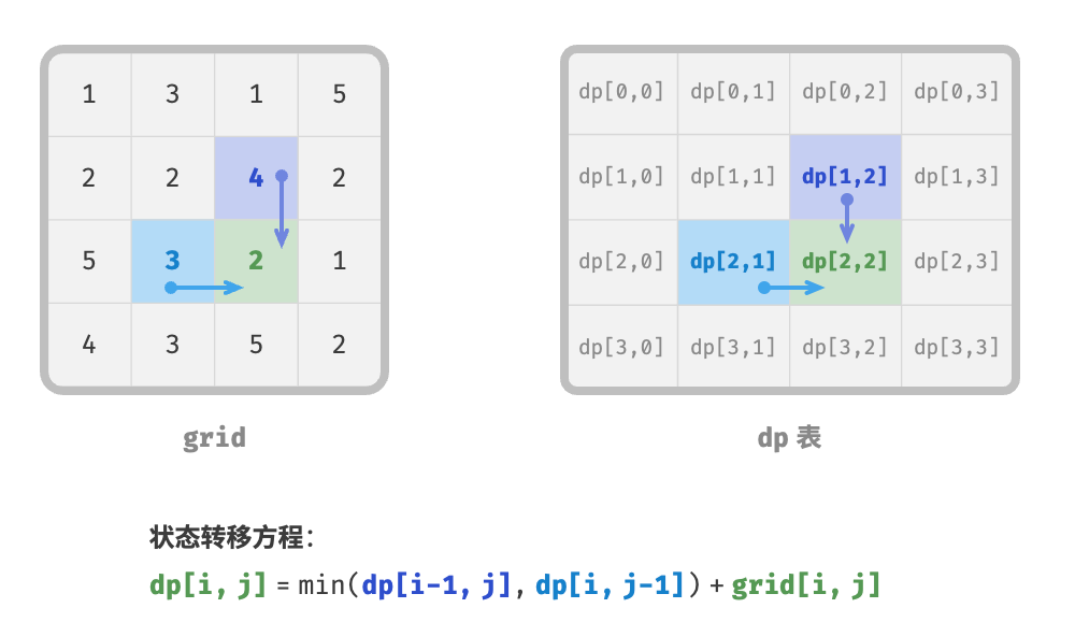 1 3 1 5
2 2 4 2
5 3 2 1
4 3 5 2
grid
dp[0,0] dp[0,1] dp[0,2] dp[0,3]
dp[1,0] dp[1,1] dp[1,2] dp[1,3]
dp[2,0] dp[2,1] dp[2,2] dp[2,3]
dp[3,0] dp[3,1] dp[3,2] dp[3,3]
dp 表
状态转移方程：
dp[i, j] = min(dp[i-1, j], dp[i, j-1]) + grid[i, j]